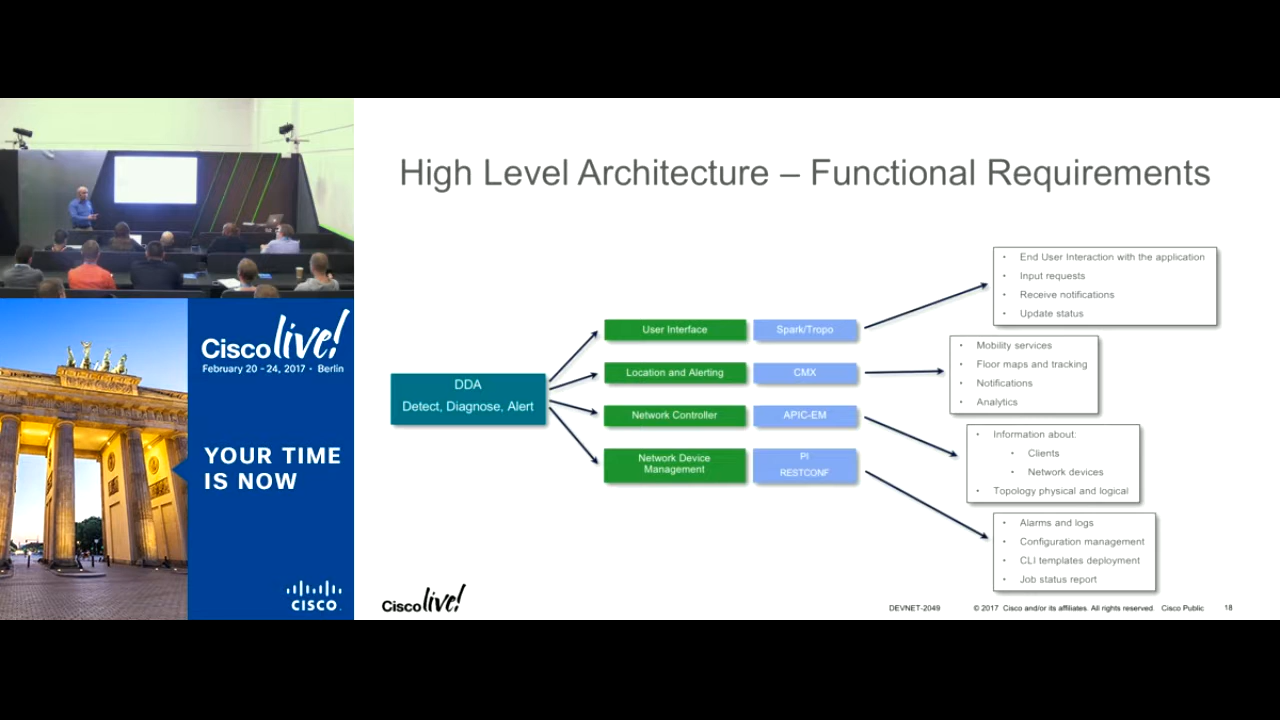 High Level Architecture – Functional Requirements
DDA
Detect, Diagnose, Alert
User Interface
Spark/Tropo
Location and Alerting
CMX
Network Controller
APIC-EM
Network Device
Management
PI
RESTCONF
• End User Interaction with the application
• Input requests
• Receive notifications
• Update status
• Mobility services
• Floor maps and tracking
• Notifications
• Analytics
• Information about:
• Clients
• Network devices
• Topology physical and logical
• Alarms and logs
• Configuration management
• CLI templates deployment
• Job status report
Cisco live!
February 20 - 24, 2017 • Berlin
YOUR TIME
IS NOW
CISCO
Cisco live!
DEVNET-2049
© 2017 Cisco and/or its affiliates. All rights reserved. Cisco Public
18